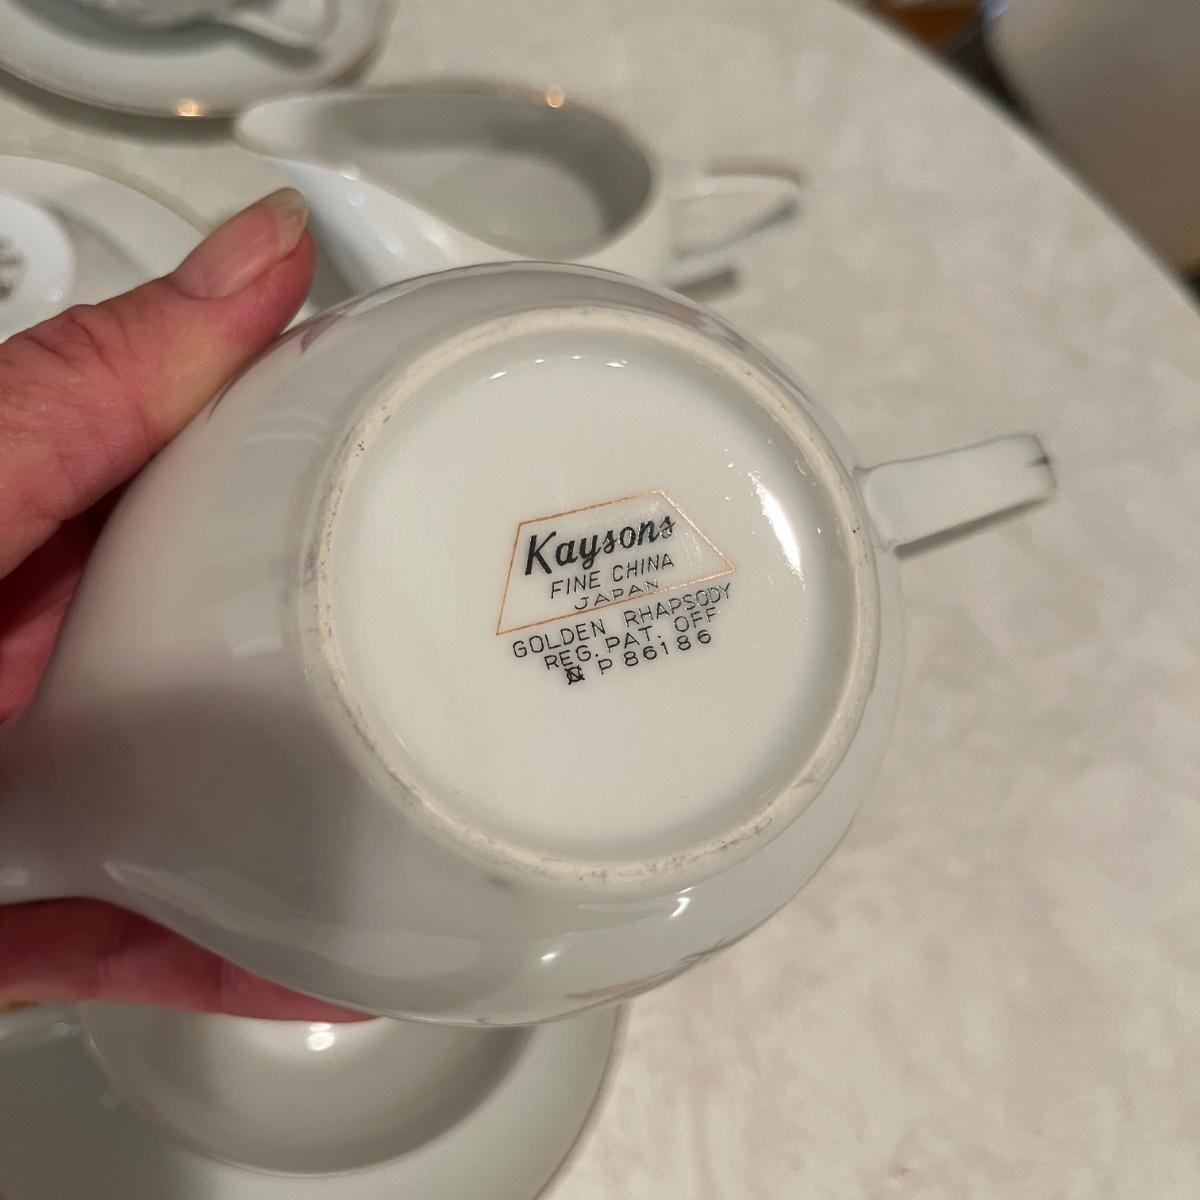 Kaysons
FINE CHINA
JAPAN
GOLDEN RHAPSODY
REG. PAT. OFF
P 86186